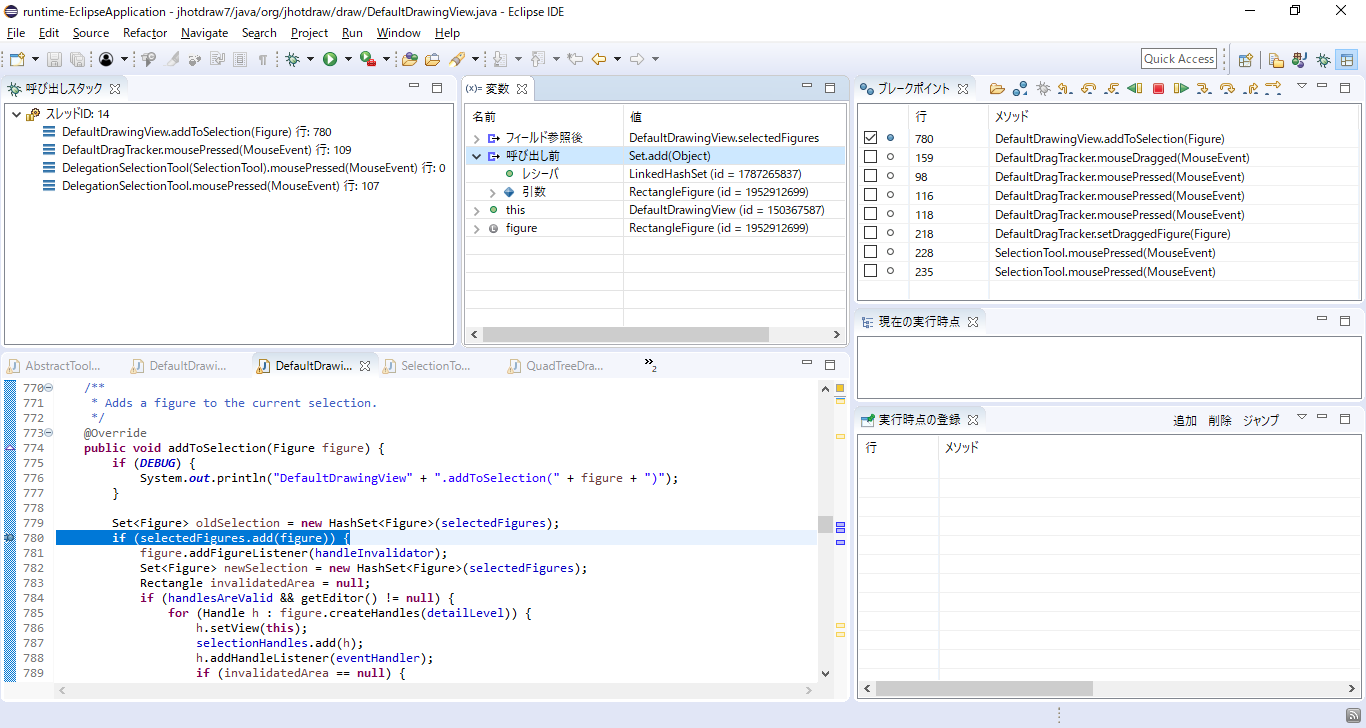 runtime-EclipseApplication - jhotdraw7/java/org/jhotdraw/draw/DefaultDrawingView.java - Eclipse IDE
File Edit Source Refactor Navigate Search Project Run Window Help
Quick Access
呼び出しスタック
スレッドID: 14
DefaultDrawingView.addToSelection(Figure) 行: 780
DefaultDragTracker.mousePressed(MouseEvent) 行: 109
DelegationSelectionTool(SelectionTool).mousePressed(MouseEvent) 行: 0
DelegationSelectionTool.mousePressed(MouseEvent) 行: 107
(x)= 変数
名前 値
フィールド参照後 DefaultDrawingView.selectedFigures
呼び出し前 Set.add(Object)
レシーバ LinkedHashSet (id = 1787265837)
引数 RectangleFigure (id = 1952912699)
this DefaultDrawingView (id = 150367587)
figure RectangleFigure (id = 1952912699)
ブレークポイント
行 メソッド
780 DefaultDrawingView.addToSelection(Figure)
159 DefaultDragTracker.mouseDragged(MouseEvent)
98 DefaultDragTracker.mousePressed(MouseEvent)
116 DefaultDragTracker.mousePressed(MouseEvent)
118 DefaultDragTracker.mousePressed(MouseEvent)
218 DefaultDragTracker.setDraggedFigure(Figure)
228 SelectionTool.mousePressed(MouseEvent)
235 SelectionTool.mousePressed(MouseEvent)
現在の実行時点
実行時点の登録 追加 削除 ジャンプ
行 メソッド
AbstractTool... DefaultDrawi... DefaultDrawi... SelectionTo... QuadTreeDra... »2
770 /**
771 * Adds a figure to the current selection.
772 */
773 @Override
774 public void addToSelection(Figure figure) {
775 if (DEBUG) {
776 System.out.println("DefaultDrawingView" + ".addToSelection(" + figure + ")");
777 }
778
779 Set<Figure> oldSelection = new HashSet<Figure>(selectedFigures);
780 if (selectedFigures.add(figure)) {
781 figure.addFigureListener(handleInvalidator);
782 Set<Figure> newSelection = new HashSet<Figure>(selectedFigures);
783 Rectangle invalidatedArea = null;
784 if (handlesAreValid && getEditor() != null) {
785 for (Handle h : figure.createHandles(detailLevel)) {
786 h.setView(this);
787 selectionHandles.add(h);
788 h.addHandleListener(eventHandler);
789 if (invalidatedArea == null) {